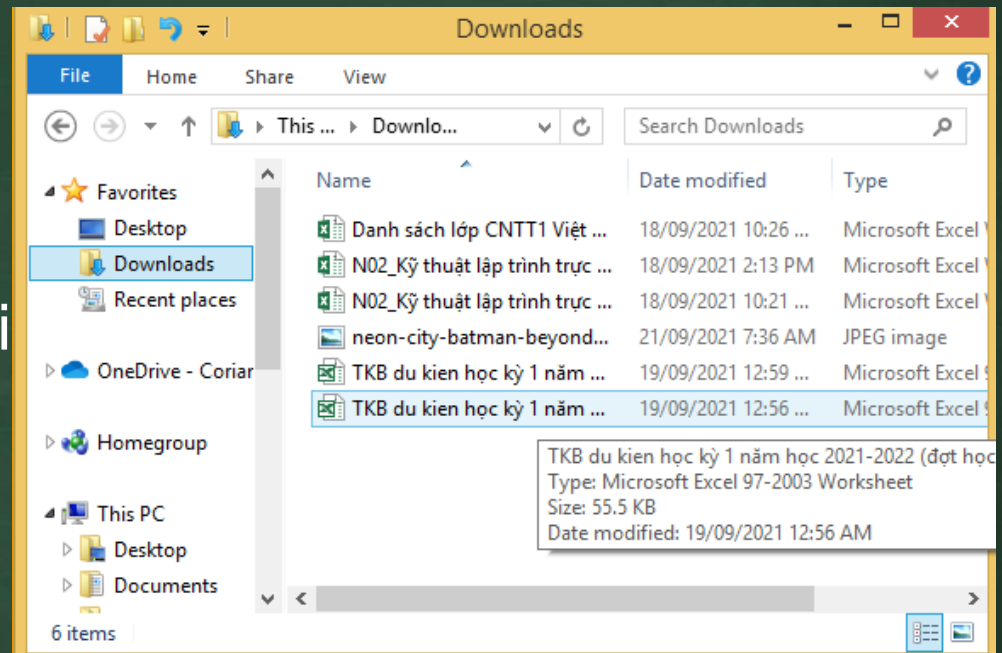 Downloads
File Home Share View
This ... Downlo... Search Downloads
Favorites
Desktop
Downloads
Recent places
OneDrive - Corian
Homegroup
This PC
Desktop
Documents
Name Date modified Type
Danh sách lớp CNTT1 Việt ... 18/09/2021 10:26 ... Microsoft Excel
N02_Kỹ thuật lập trình trực ... 18/09/2021 2:13 PM Microsoft Excel
N02_Kỹ thuật lập trình trực ... 18/09/2021 10:21 ... Microsoft Excel
neon-city-batman-beyond... 21/09/2021 7:36 AM JPEG image
TKB du kien học kỳ 1 năm ... 19/09/2021 12:59 ... Microsoft Excel 9
TKB du kien học kỳ 1 năm ... 19/09/2021 12:56 ... Microsoft Excel 9
TKB du kien học kỳ 1 năm học 2021-2022 (đợt học
Type: Microsoft Excel 97-2003 Worksheet
Size: 55.5 KB
Date modified: 19/09/2021 12:56 AM
6 items
i